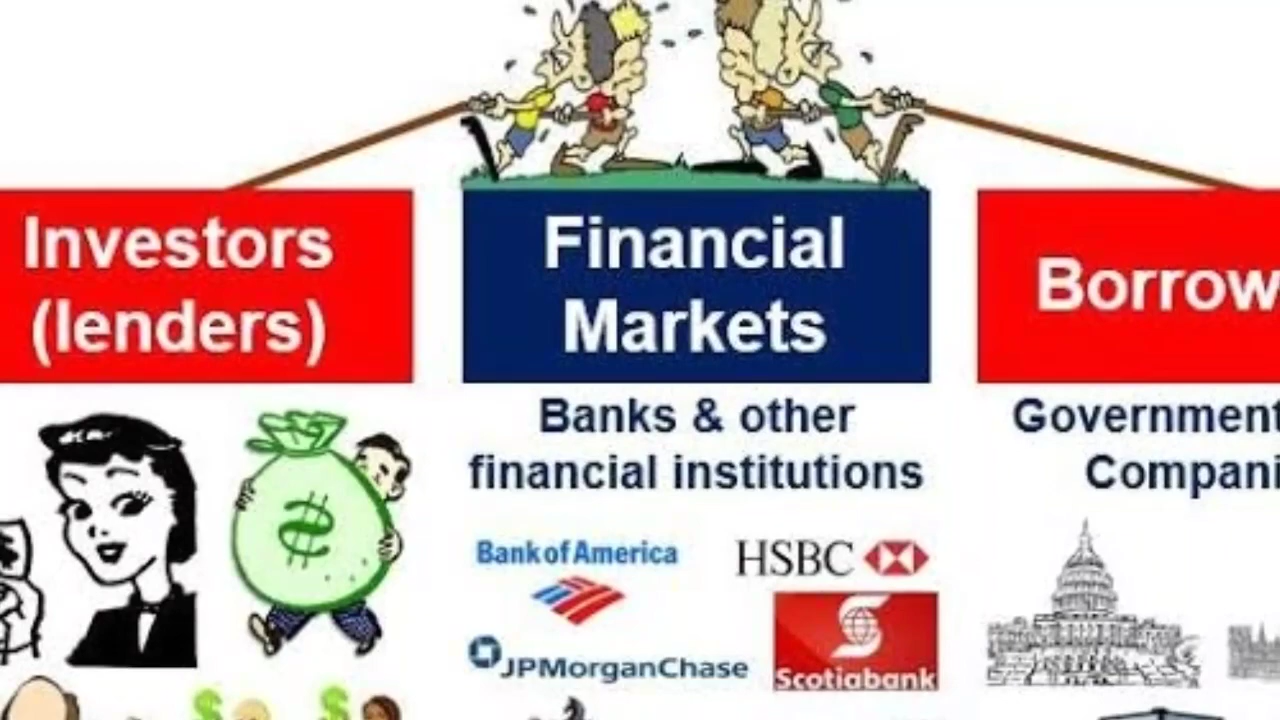 Investors
(lenders)
Financial
Markets
Borrow
Banks & other
financial institutions
Government
Compani
Bank of America
HSBC
JPMorganChase
Scotiabank